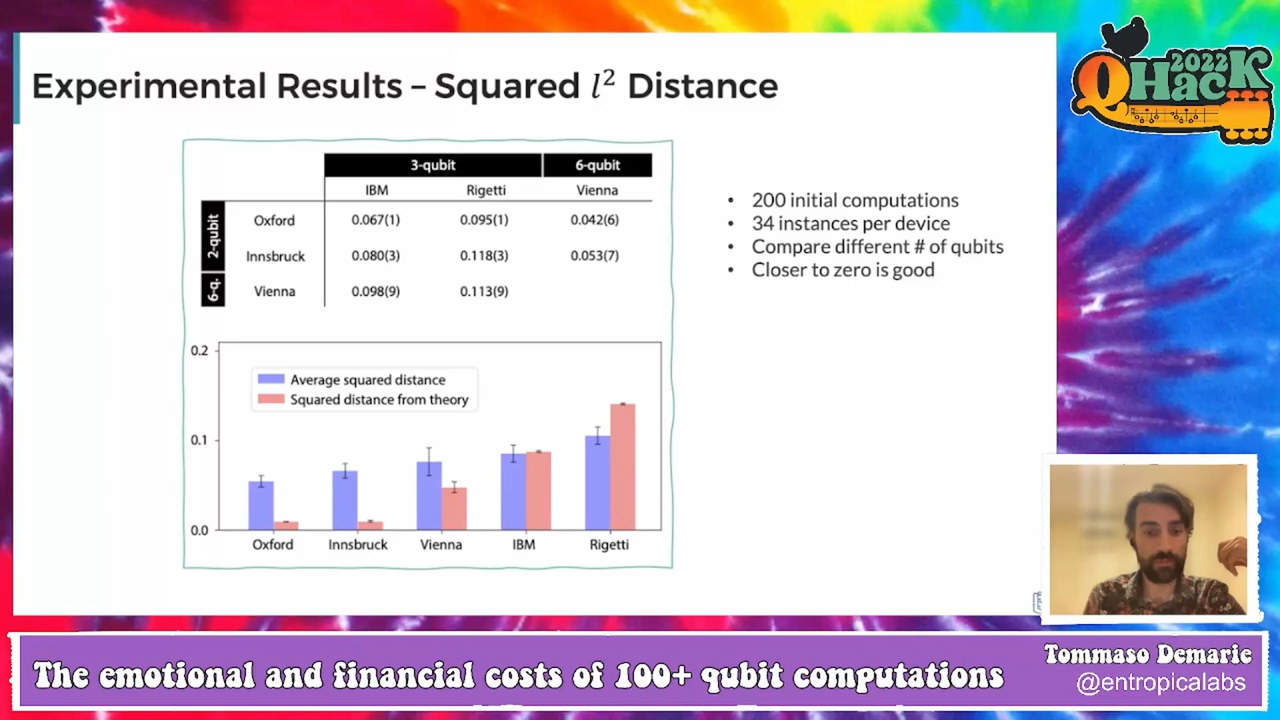 Experimental Results – Squared l² Distance
2022
QHack
3-qubit 6-qubit
IBM Rigetti Vienna
2-qubit
Oxford 0.067(1) 0.095(1) 0.042(6)
Innsbruck 0.080(3) 0.118(3) 0.053(7)
6-q. Vienna 0.098(9) 0.113(9)
• 200 initial computations
• 34 instances per device
• Compare different # of qubits
• Closer to zero is good
0.2
Average squared distance
Squared distance from theory
0.1
0.0
Oxford Innsbruck Vienna IBM Rigetti
The emotional and financial costs of 100+ qubit computations
Tommaso Demarie
@entropicalabs